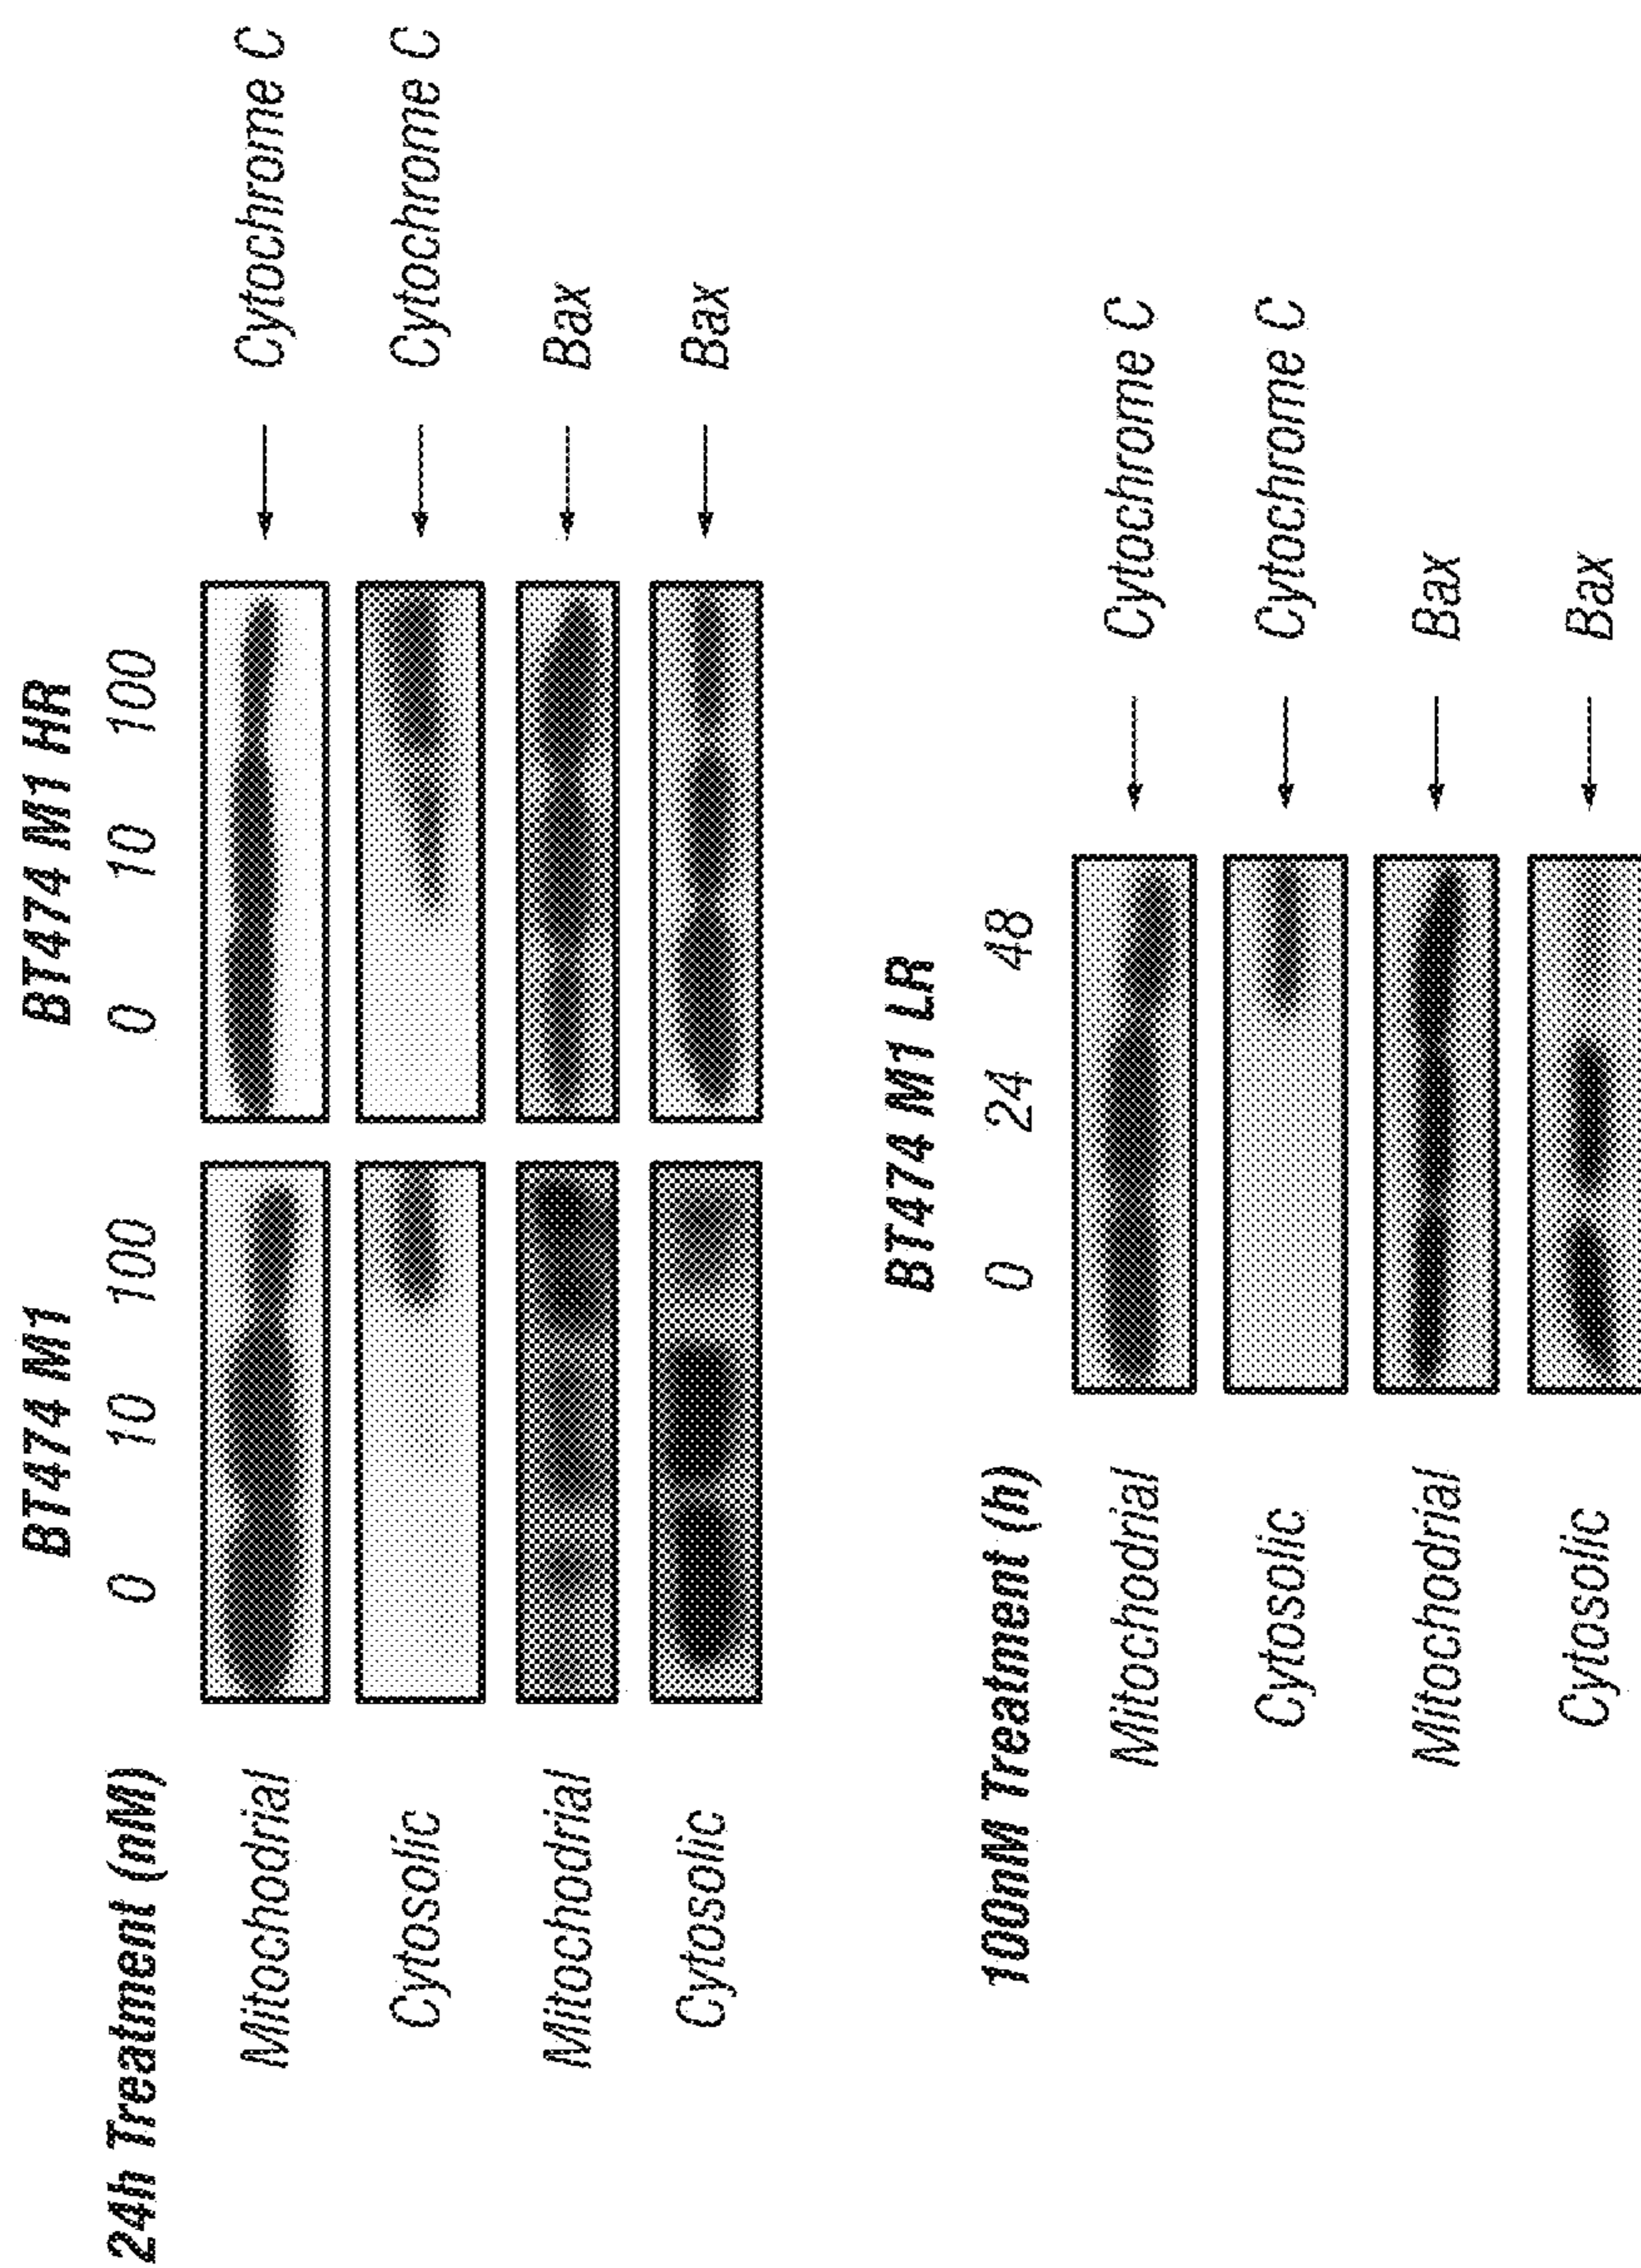 BT474 M1 BT474 M1 HR
24h Treatment (nM) 0 10 100 0 10 100
Mitochodrial Cytochrome C
Cytosolic Cytochrome C
Mitochodrial Bax
Cytosolic Bax
BT474 M1 LR
100nM Treatment (h) 0 24 48
Mitochodrial Cytochrome C
Cytosolic Cytochrome C
Mitochodrial Bax
Cytosolic Bax